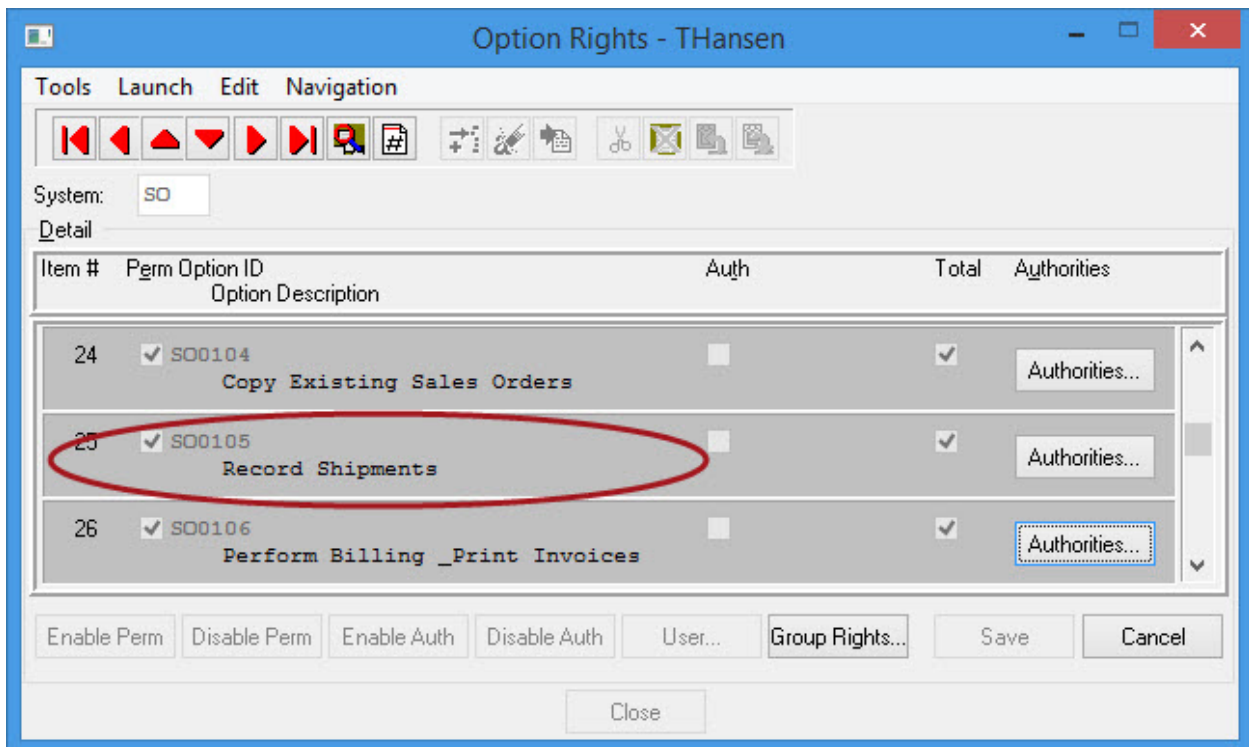 Option Rights - THansen
Tools Launch Edit Navigation
#
System: SO
Detail
Item # Perm Option ID Auth Total Authorities
Option Description
24 SO0104 Authorities...
Copy Existing Sales Orders
25 SO0105 Authorities...
Record Shipments
26 SO0106 Authorities...
Perform Billing _Print Invoices
Enable Perm Disable Perm Enable Auth Disable Auth User... Group Rights... Save Cancel
Close